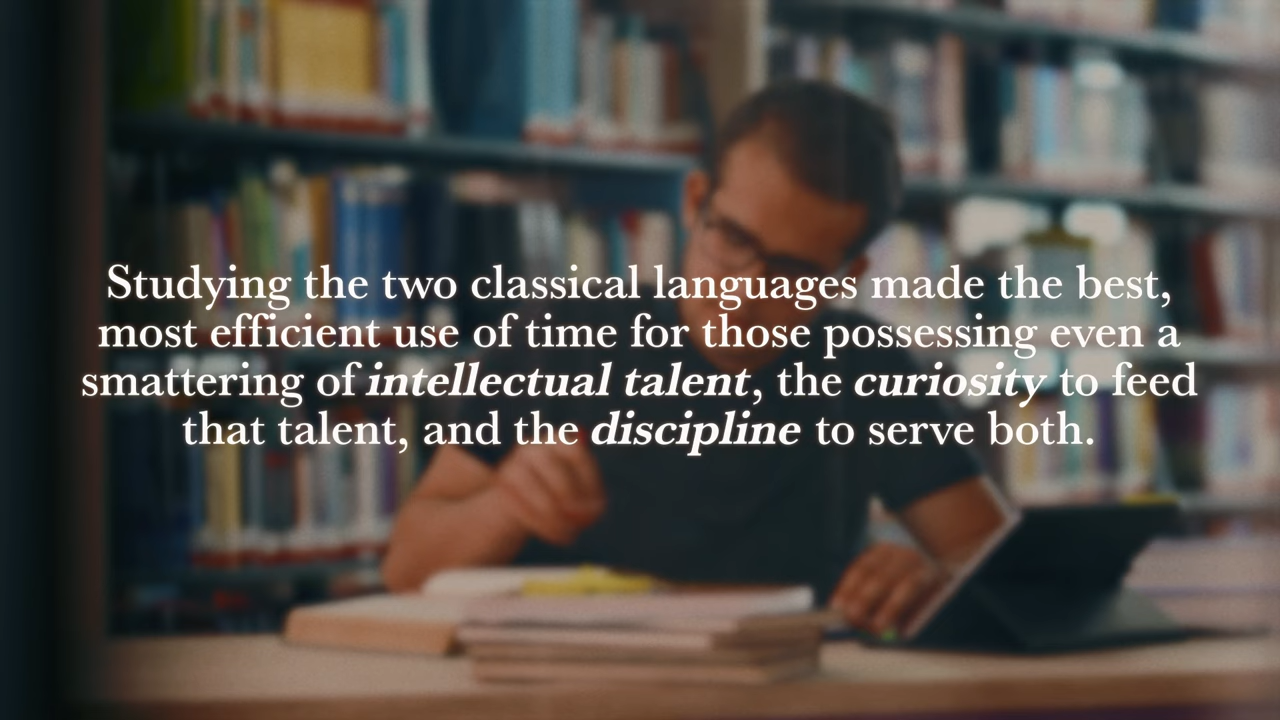 Studying the two classical languages made the best,
most efficient use of time for those possessing even a
smattering of intellectual talent, the curiosity to feed
that talent, and the discipline to serve both.